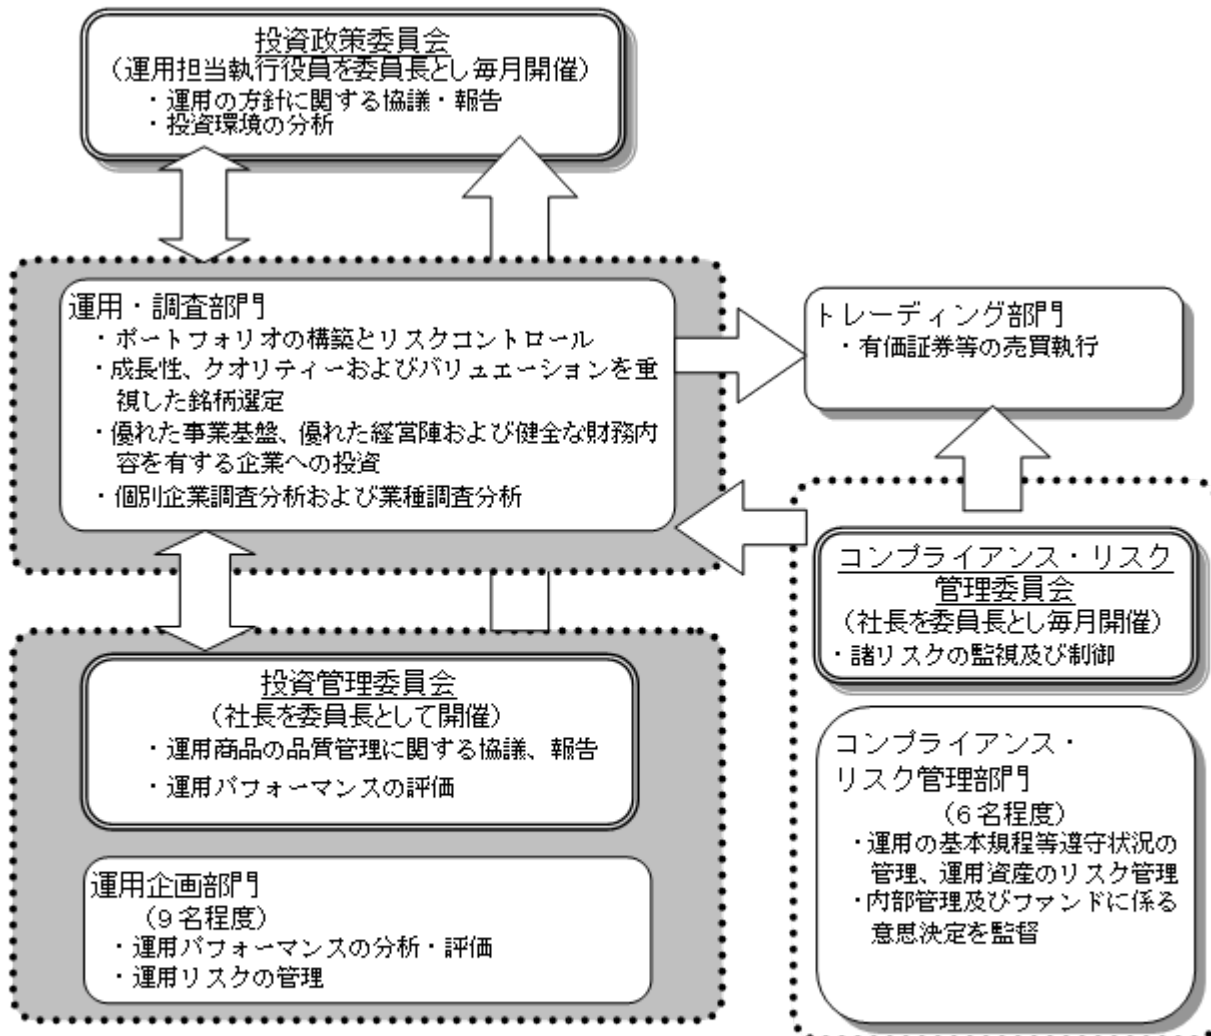 投資政策委員会
（運用担当執行役員を委員長とし毎月開催）
・運用の方針に関する協議・報告
・投資環境の分析
運用・調査部門
・ポートフォリオの構築とリスクコントロール
・成長性、クオリティーおよびバリュエーションを重
視した銘柄選定
・優れた事業基盤、優れた経営陣および健全な財務内
容を有する企業への投資
・個別企業調査分析および業種調査分析
トレーディング部門
・有価証券等の売買執行
投資管理委員会
（社長を委員長として開催）
・運用商品の品質管理に関する協議、報告
・運用パフォーマンスの評価
運用企画部門
（9名程度）
・運用パフォーマンスの分析・評価
・運用リスクの管理
コンプライアンス・リスク
管理委員会
（社長を委員長とし毎月開催）
・諸リスクの監視及び制御
コンプライアンス・
リスク管理部門
（6名程度）
・運用の基本規程等遵守状況の
管理、運用資産のリスク管理
・内部管理及びファンドに係る
意思決定を監督